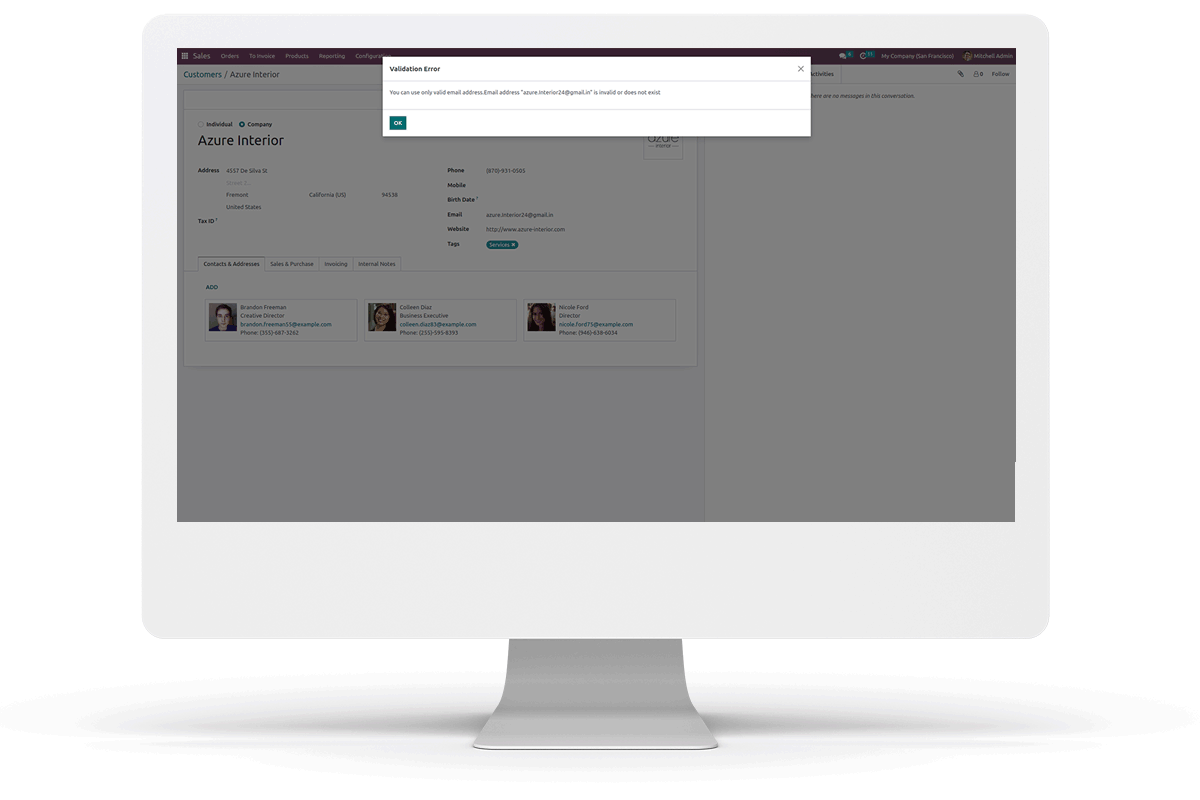 Sales Orders To Invoice Products Reporting Configuration
6 11 My Company (San Francisco) Mitchell Admin
Customers / Azure Interior
Activities
0 Follow
Validation Error
You can use only valid email address.Email address "azure.Interior24@gmail.in" is invalid or does not exist
OK
here are no messages in this conversation.
Individual Company
Azure Interior
azure
— interior —
Address 4557 De Silva St
Street 2...
Fremont California (US) 94538
United States
Tax ID ?
Phone (870)-931-0505
Mobile
Birth Date ?
Email azure.Interior24@gmail.in
Website http://www.azure-interior.com
Tags Services ×
Contacts & Addresses Sales & Purchase Invoicing Internal Notes
ADD
Brandon Freeman
Creative Director
brandon.freeman55@example.com
Phone: (355)-687-3262
Colleen Diaz
Business Executive
colleen.diaz83@example.com
Phone: (255)-595-8393
Nicole Ford
Director
nicole.ford75@example.com
Phone: (946)-638-6034